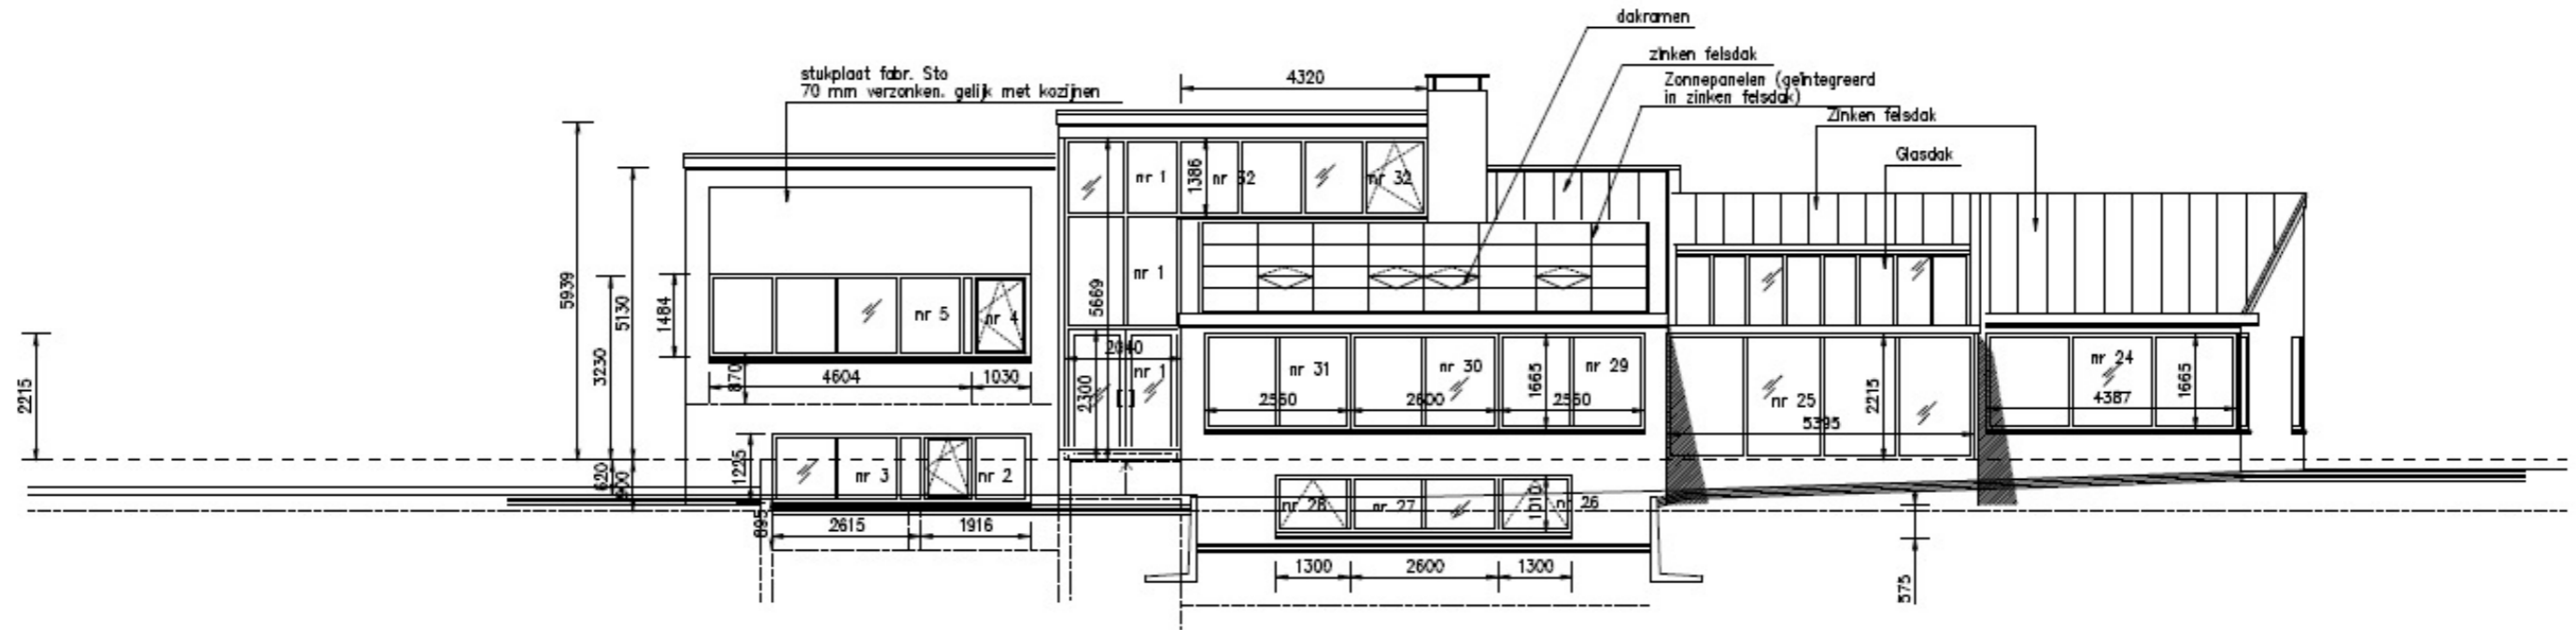 dakramen
zinken felsdak
stukplaat fabr. Sto
70 mm verzonken. gelijk met kozijnen
4320
Zonnepanelen (geïntegreerd
in zinken felsdak)
Zinken felsdak
Glasdak
nr 1
1386
nr 32
nr 32
5939
5130
3230
1484
nr 5
nr 4
5669
nr 1
2215
4604
1030
870
2040
2300
nr 1
nr 31
nr 30
1665
nr 29
2550
2600
2550
nr 25
2215
5395
nr 24
1665
4387
620
900
1225
nr 3
nr 2
895
2615
1916
nr 28
nr 27
1010
nr 26
1300
2600
1300
575